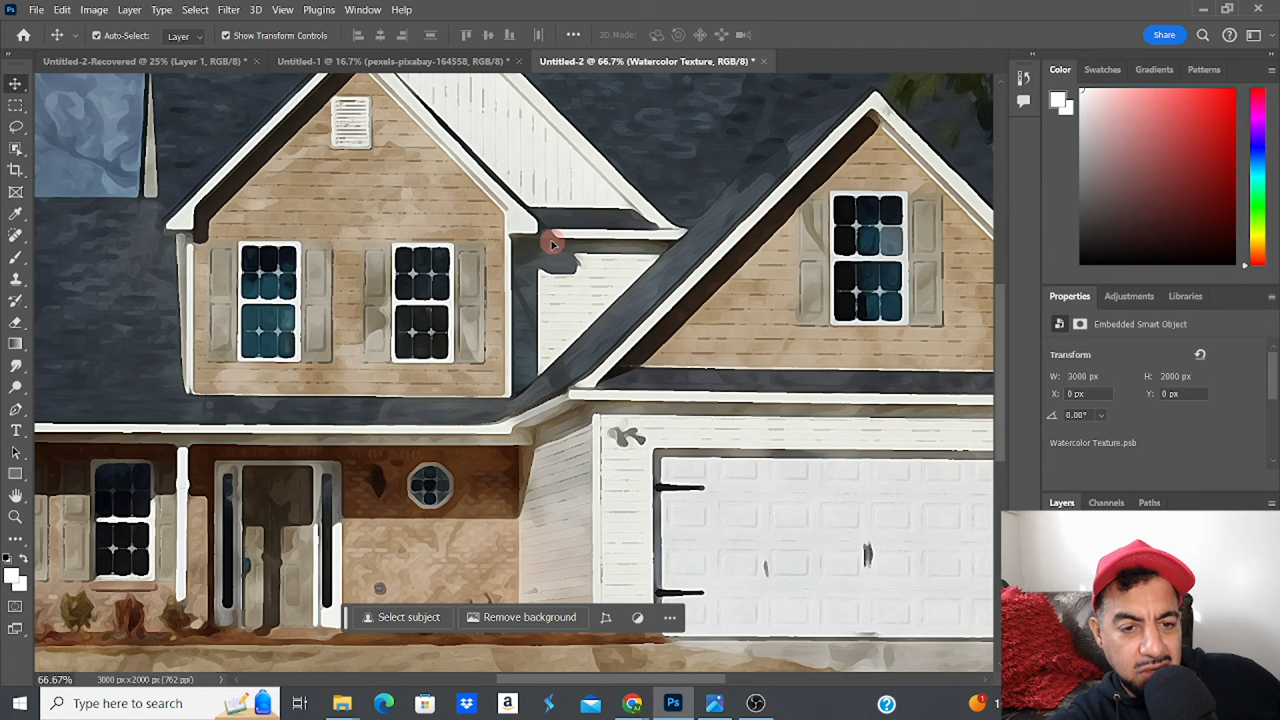 File Edit Image Layer Type Select Filter 3D View Plugins Window Help
Auto-Select: Layer Show Transform Controls 3D Mode: Share
Untitled-2-Recovered @ 25% (Layer 1, RGB/8) * Untitled-1 @ 16.7% (pexels-pixabay-164558, RGB/8) * Untitled-2 @ 66.7% (Watercolor Texture, RGB/8) *
Color Swatches Gradients Patterns
Properties Adjustments Libraries
Embedded Smart Object
Transform
W: 3000 px H: 2000 px
X: 0 px Y: 0 px
0.00°
Watercolor Texture.psb
Layers Channels Paths
Select subject Remove background
66.67% 3000 px x 2000 px (762 ppi)
Type here to search